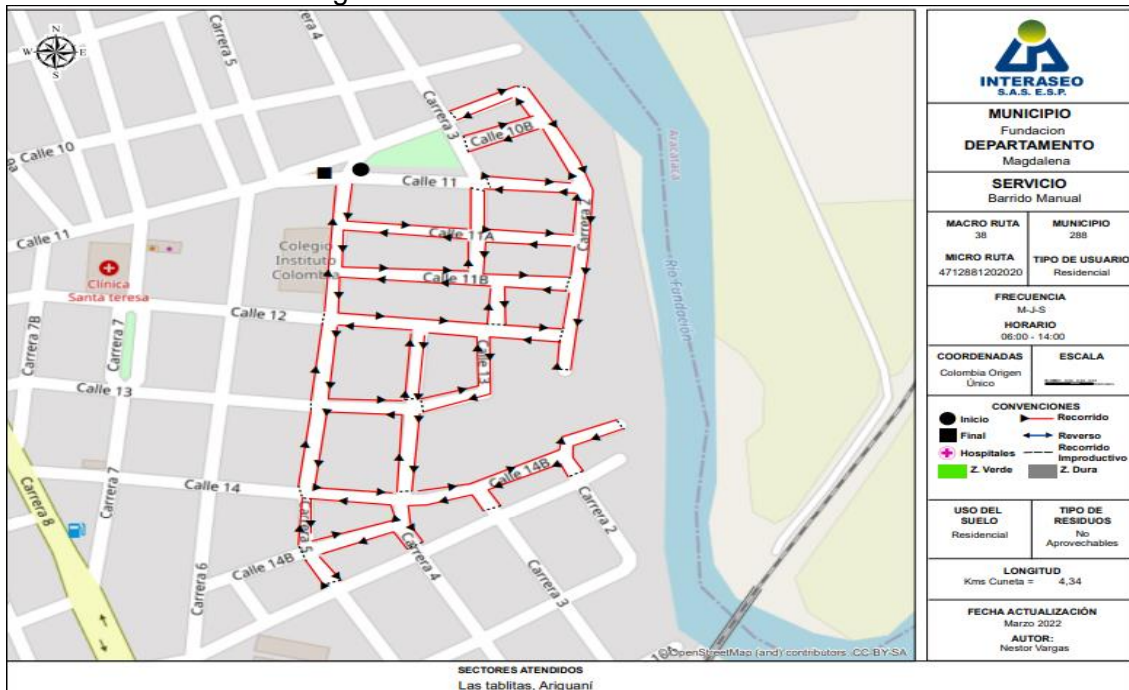 N
W E
S
Carrera 5
Carrera 4
Carrera 3
Calle 10B
Calle 10
Calle 11
Carrera 2
Aracataca
Calle 11
Calle 11A
Colegio
Instituto
Colombia
Calle 11B
Clínica
Santa teresa
Río Fundación
Carrera 7B
Carrera 7
Calle 12
Calle 13
Calle 13
Calle 14B
Carrera 8
Carrera 7
Calle 14
Carrera 5
Calle 14B
Carrera 6
Carrera 4
Carrera 3
Carrera 2
16A
© OpenStreetMap (and) contributors, CC-BY-SA
INTERASEO
S.A.S. E.S.P.
MUNICIPIO
Fundacion
DEPARTAMENTO
Magdalena
SERVICIO
Barrido Manual
MACRO RUTA
38
MUNICIPIO
288
MICRO RUTA
4712881202020
TIPO DE USUARIO
Residencial
FRECUENCIA
M-J-S
HORARIO
06:00 - 14:00
COORDENADAS
Colombia Origen
Único
ESCALA
CONVENCIONES
Inicio
Recorrido
Final
Reverso
Hospitales
Recorrido
Improductivo
Z. Verde
Z. Dura
USO DEL
SUELO
Residencial
TIPO DE
RESIDUOS
No
Aprovechables
LONGITUD
Kms Cuneta = 4,34
FECHA ACTUALIZACIÓN
Marzo 2022
AUTOR:
Nestor Vargas
SECTORES ATENDIDOS
Las tablitas, Ariguaní